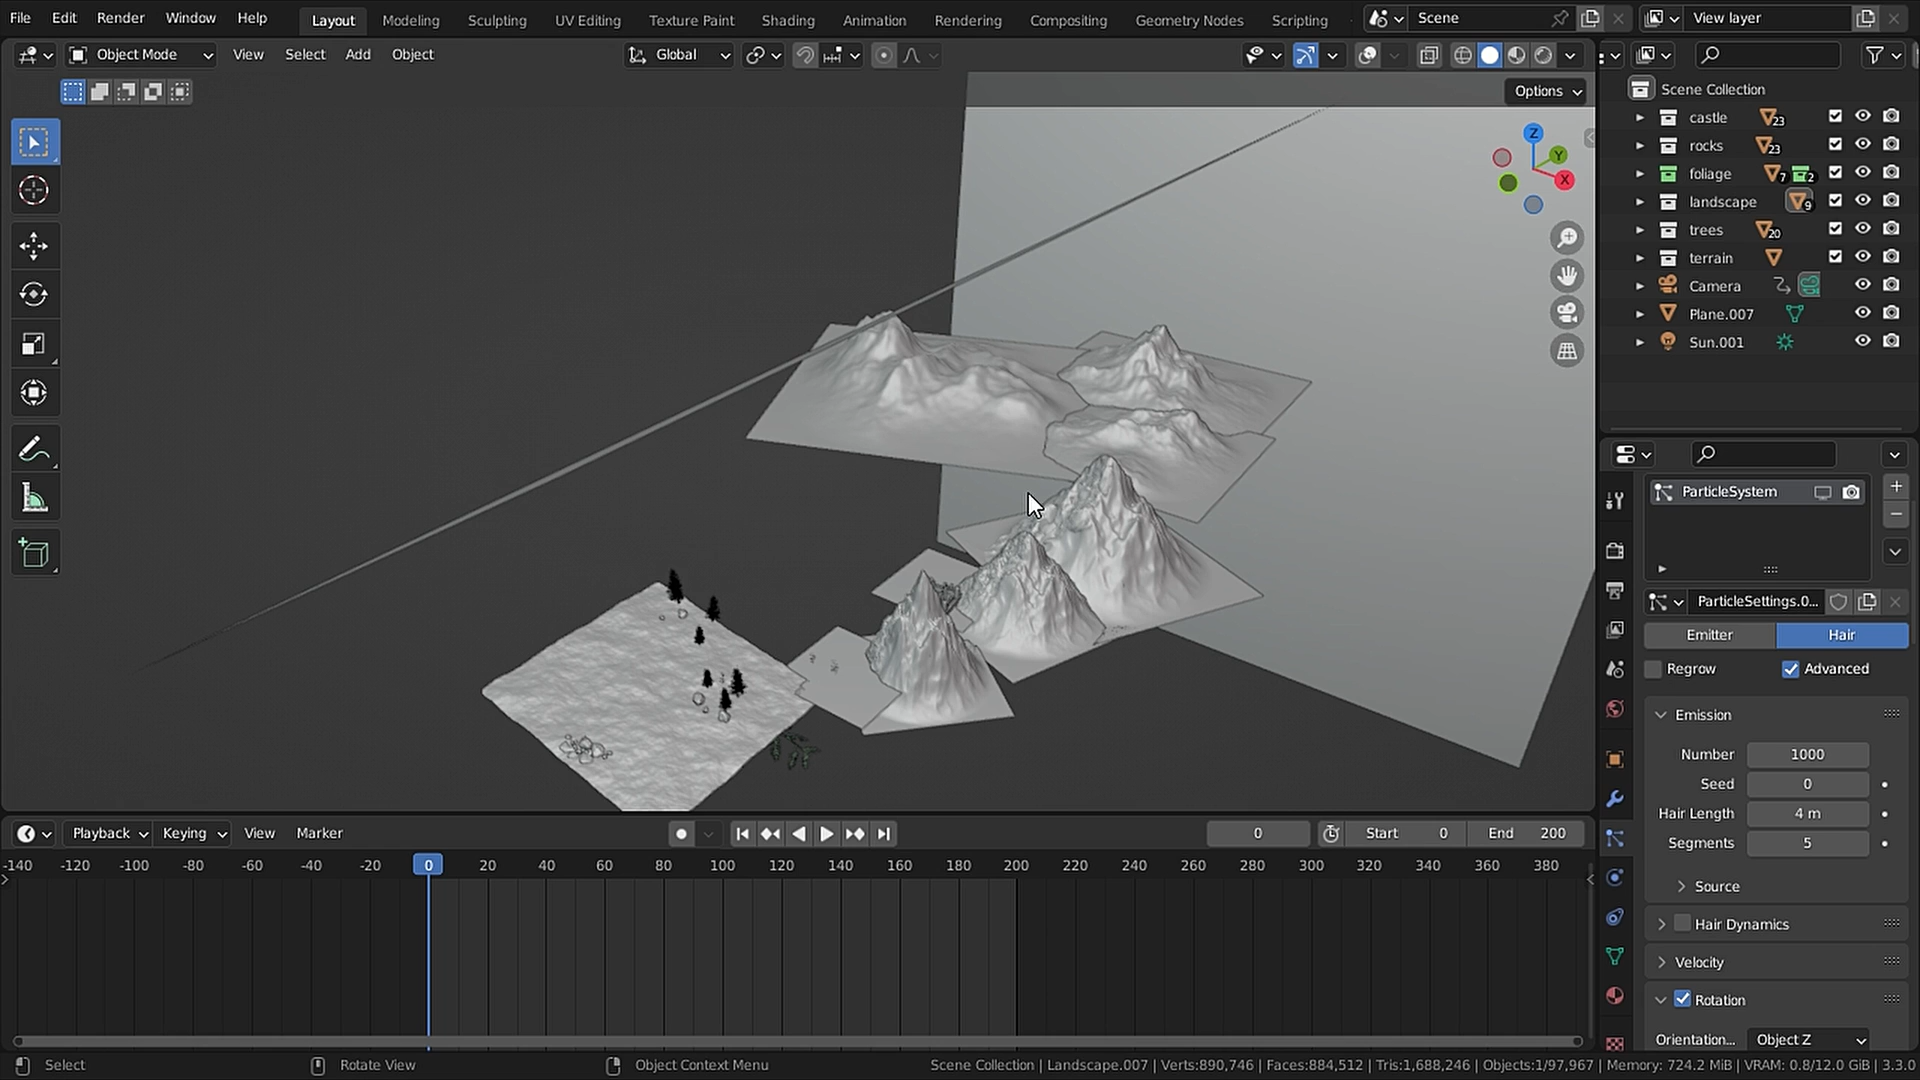 File Edit Render Window Help Layout Modeling Sculpting UV Editing Texture Paint Shading Animation Rendering Compositing Geometry Nodes Scripting Scene View layer
Object Mode View Select Add Object Global
Options
Z
Y
X
Scene Collection
castle 23
rocks 23
foliage 7 2
landscape 9
trees 20
terrain
Camera
Plane.007
Sun.001
ParticleSystem
ParticleSettings.0...
Emitter Hair
Regrow Advanced
Emission
Number 1000
Seed 0
Hair Length 4 m
Segments 5
Source
Hair Dynamics
Velocity
Rotation
Orientation... Object Z
Playback Keying View Marker 0 Start 0 End 200
-140 -120 -100 -80 -60 -40 -20 0 20 40 60 80 100 120 140 160 180 200 220 240 260 280 300 320 340 360 380
Select Rotate View Object Context Menu Scene Collection | Landscape.007 | Verts:890,746 | Faces:884,512 | Tris:1,688,246 | Objects:1/97,967 | Memory: 724.2 MiB | VRAM: 0.8/12.0 GiB | 3.3.0